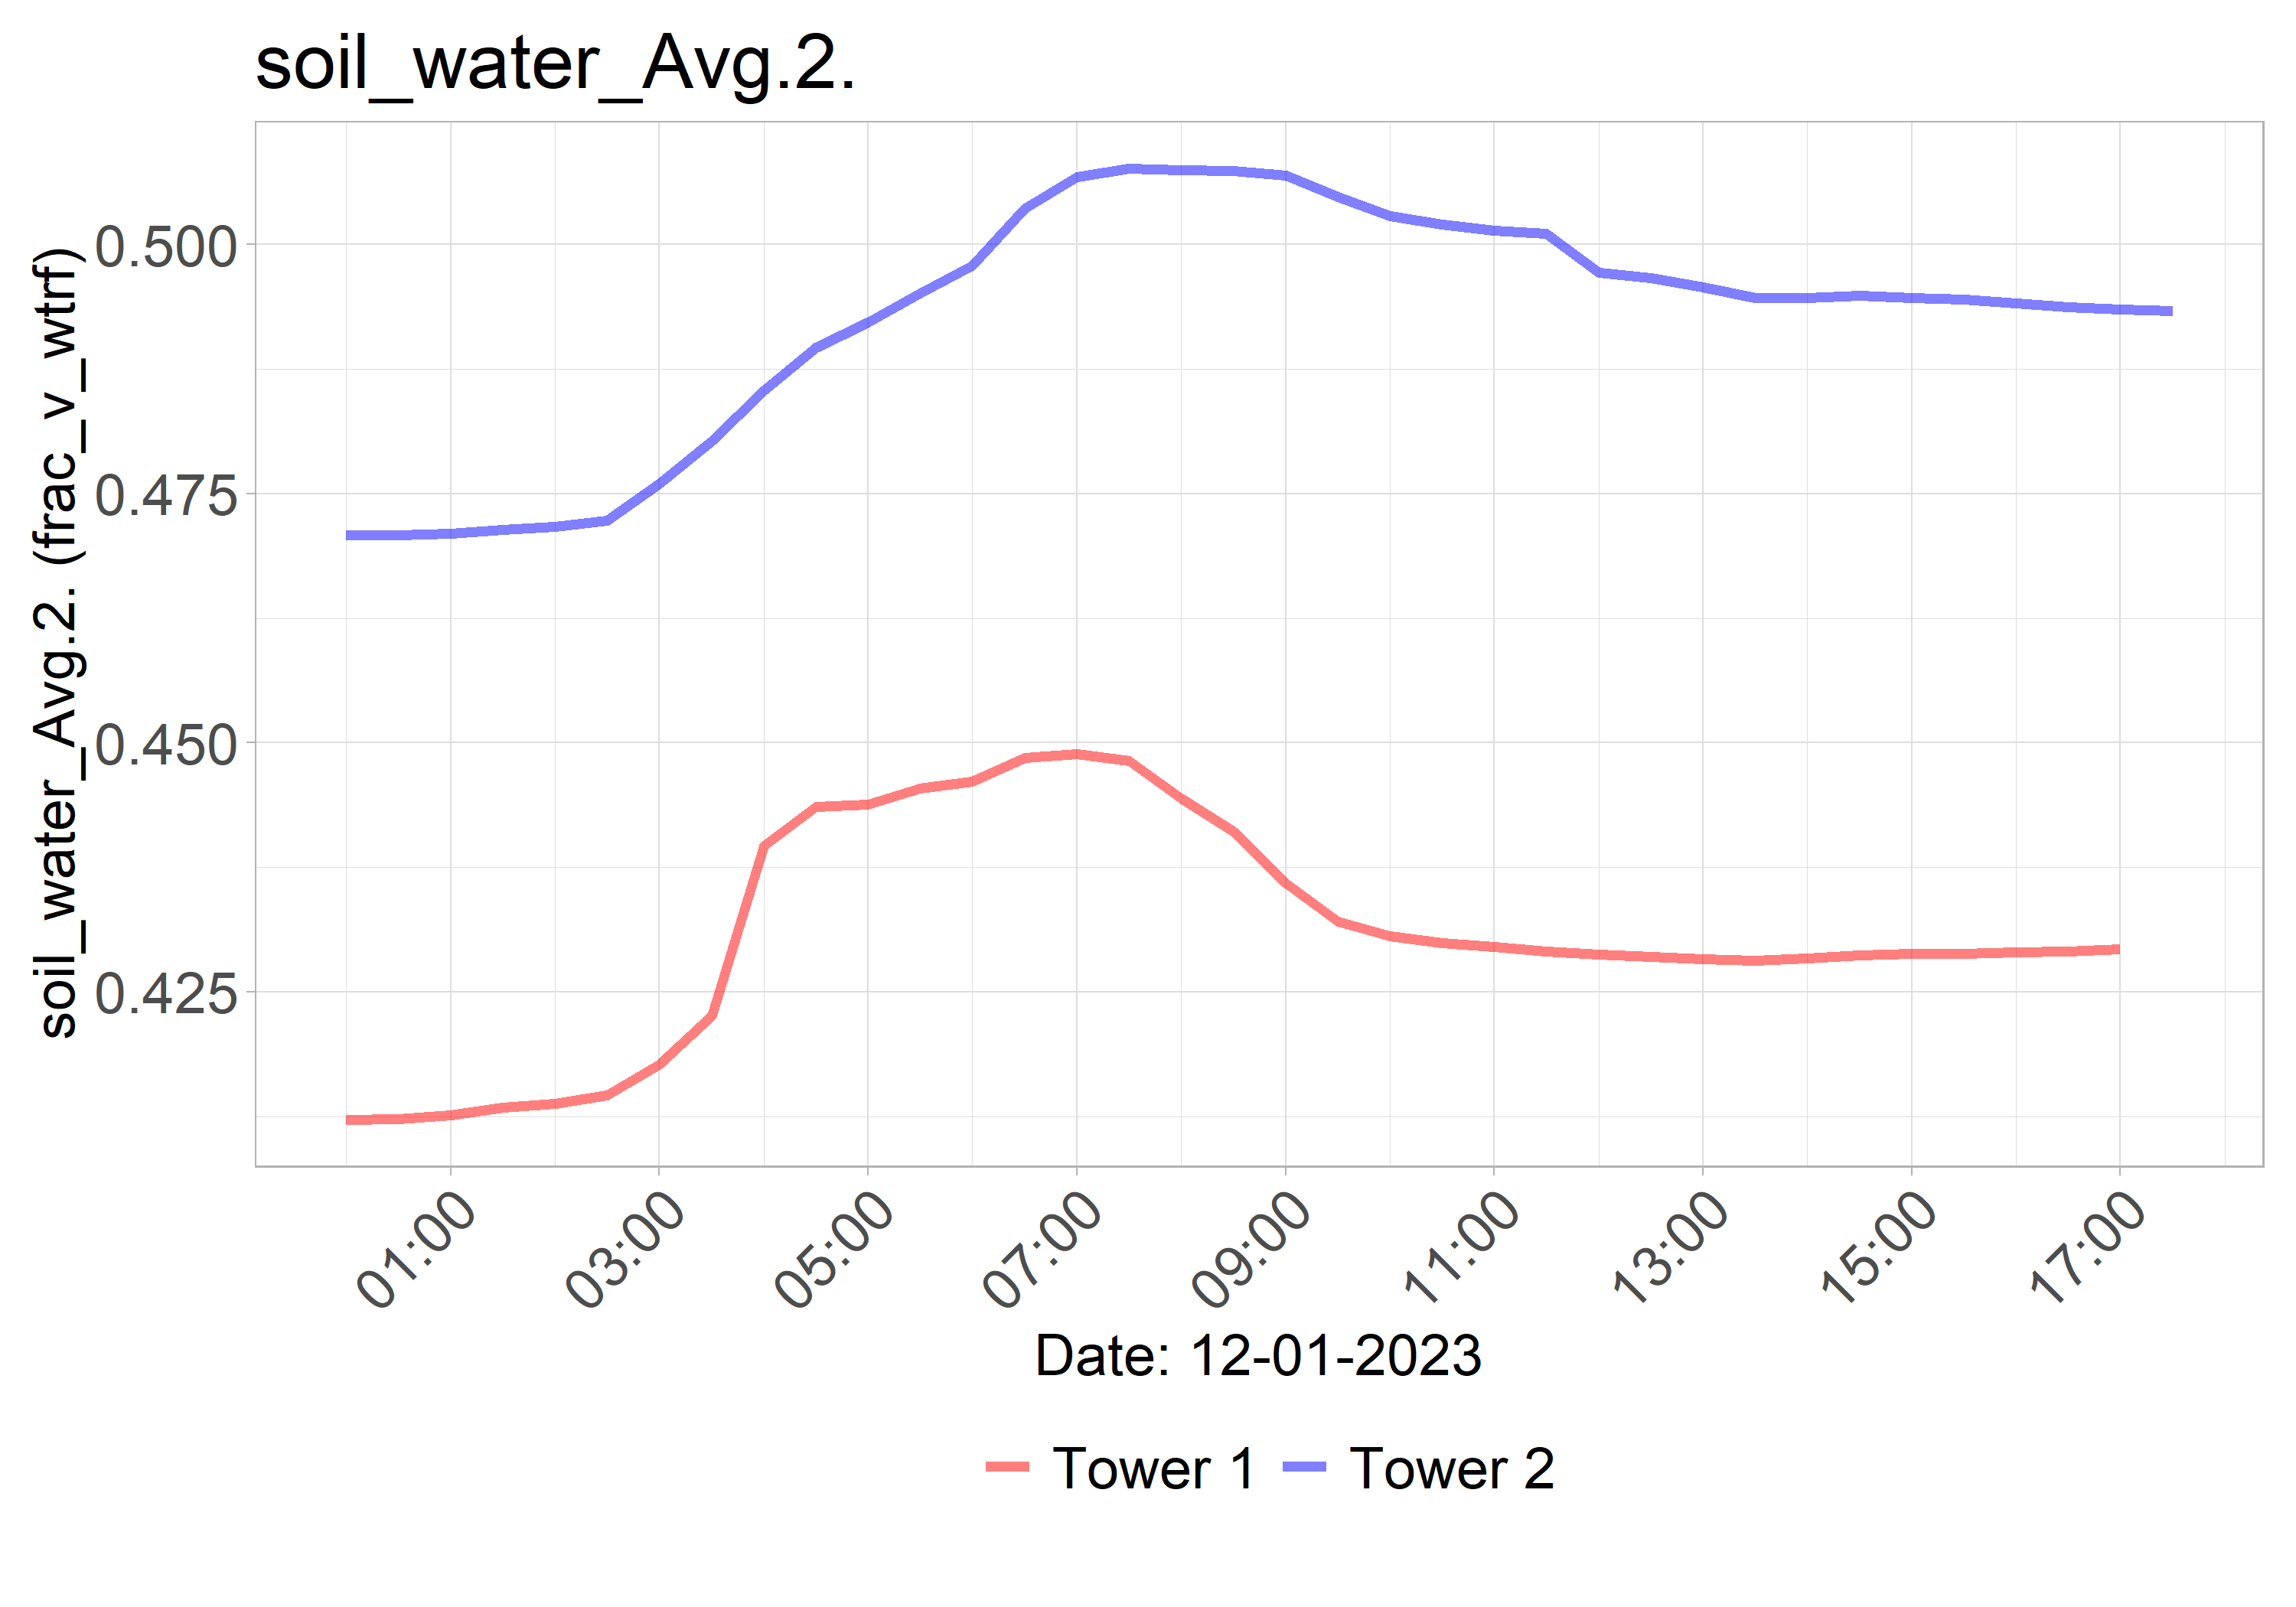 soil_water_Avg.2.
soil_water_Avg.2. (frac_v_wtrf)
0.500
0.475
0.450
0.425
01:00 03:00 05:00 07:00 09:00 11:00 13:00 15:00 17:00
Date: 12-01-2023
Tower 1 Tower 2